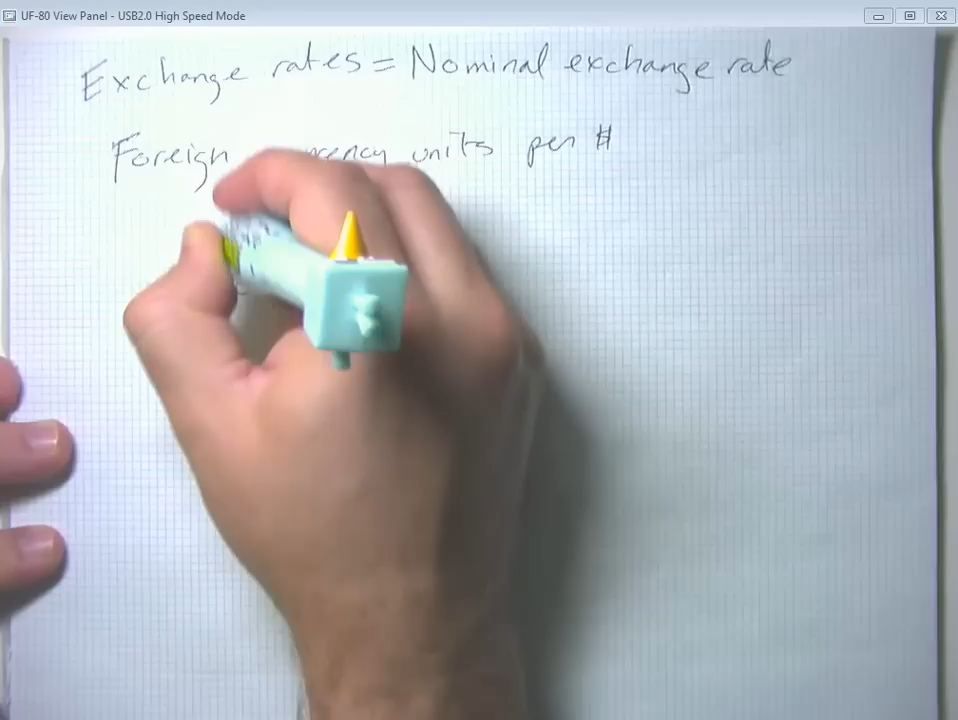 UF-80 View Panel - USB2.0 High Speed Mode
Exchange rates = Nominal exchange rate
Foreign units per $